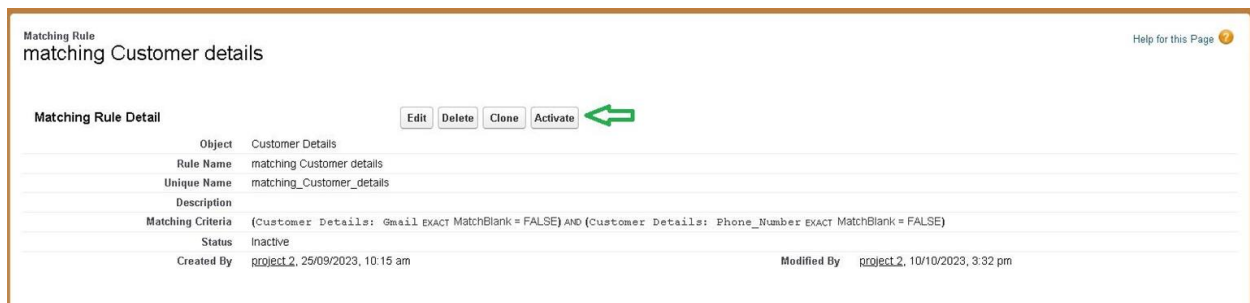 Matching Rule
matching Customer details
Help for this Page
Matching Rule Detail
Edit Delete Clone Activate
Object Customer Details
Rule Name matching Customer details
Unique Name matching_Customer_details
Description
Matching Criteria (Customer Details: Gmail EXACT MatchBlank = FALSE) AND (Customer Details: Phone_Number EXACT MatchBlank = FALSE)
Status Inactive
Created By project 2, 25/09/2023, 10:15 am Modified By project 2, 10/10/2023, 3:32 pm